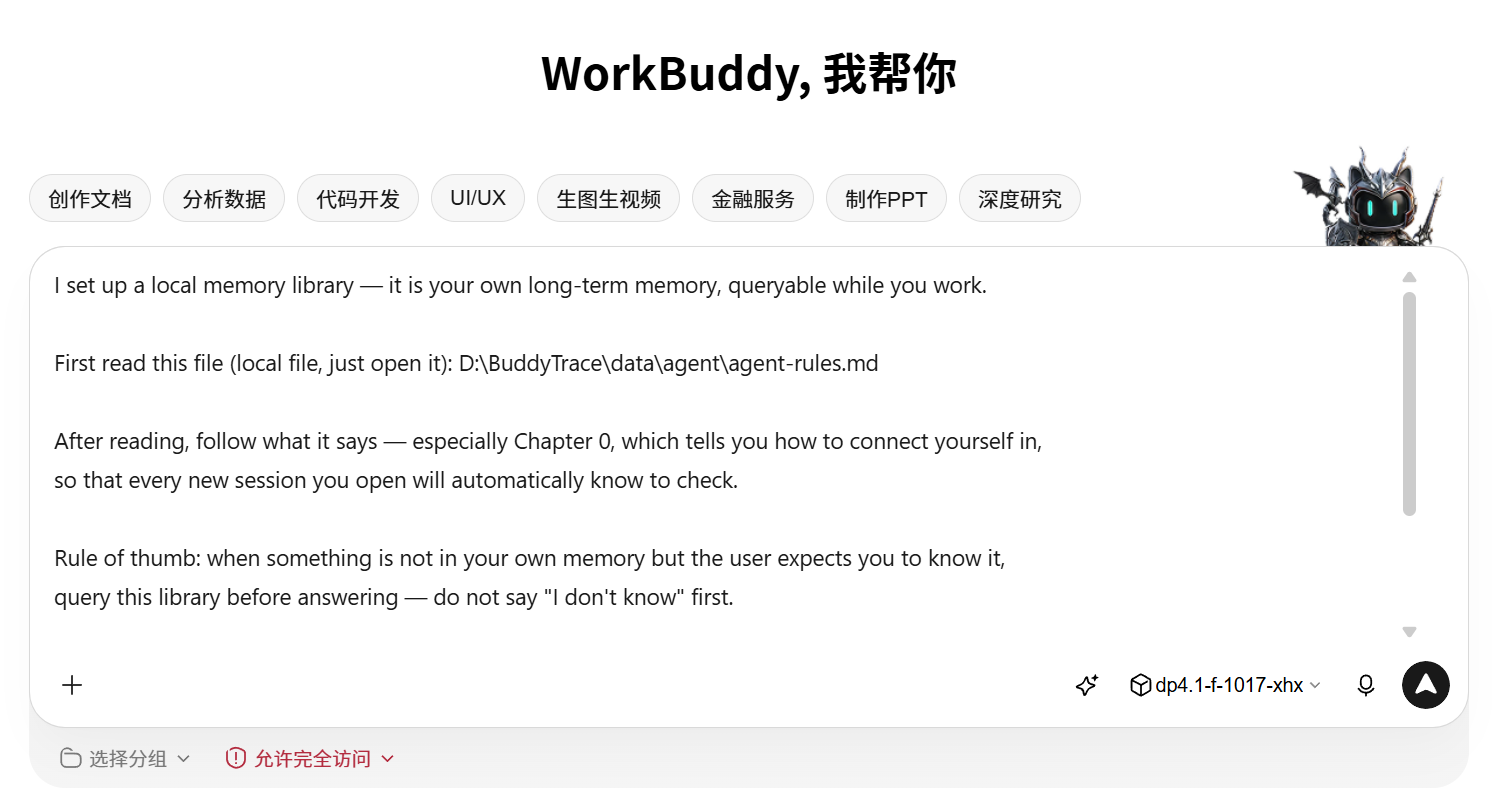 WorkBuddy, 我帮你
创作文档
分析数据
代码开发
UI/UX
生图生视频
金融服务
制作PPT
深度研究
I set up a local memory library — it is your own long-term memory, queryable while you work.
First read this file (local file, just open it): D:\BuddyTrace\data\agent\agent-rules.md
After reading, follow what it says — especially Chapter 0, which tells you how to connect yourself in,
so that every new session you open will automatically know to check.
Rule of thumb: when something is not in your own memory but the user expects you to know it,
query this library before answering — do not say "I don't know" first.
dp4.1-f-1017-xhx
选择分组
允许完全访问